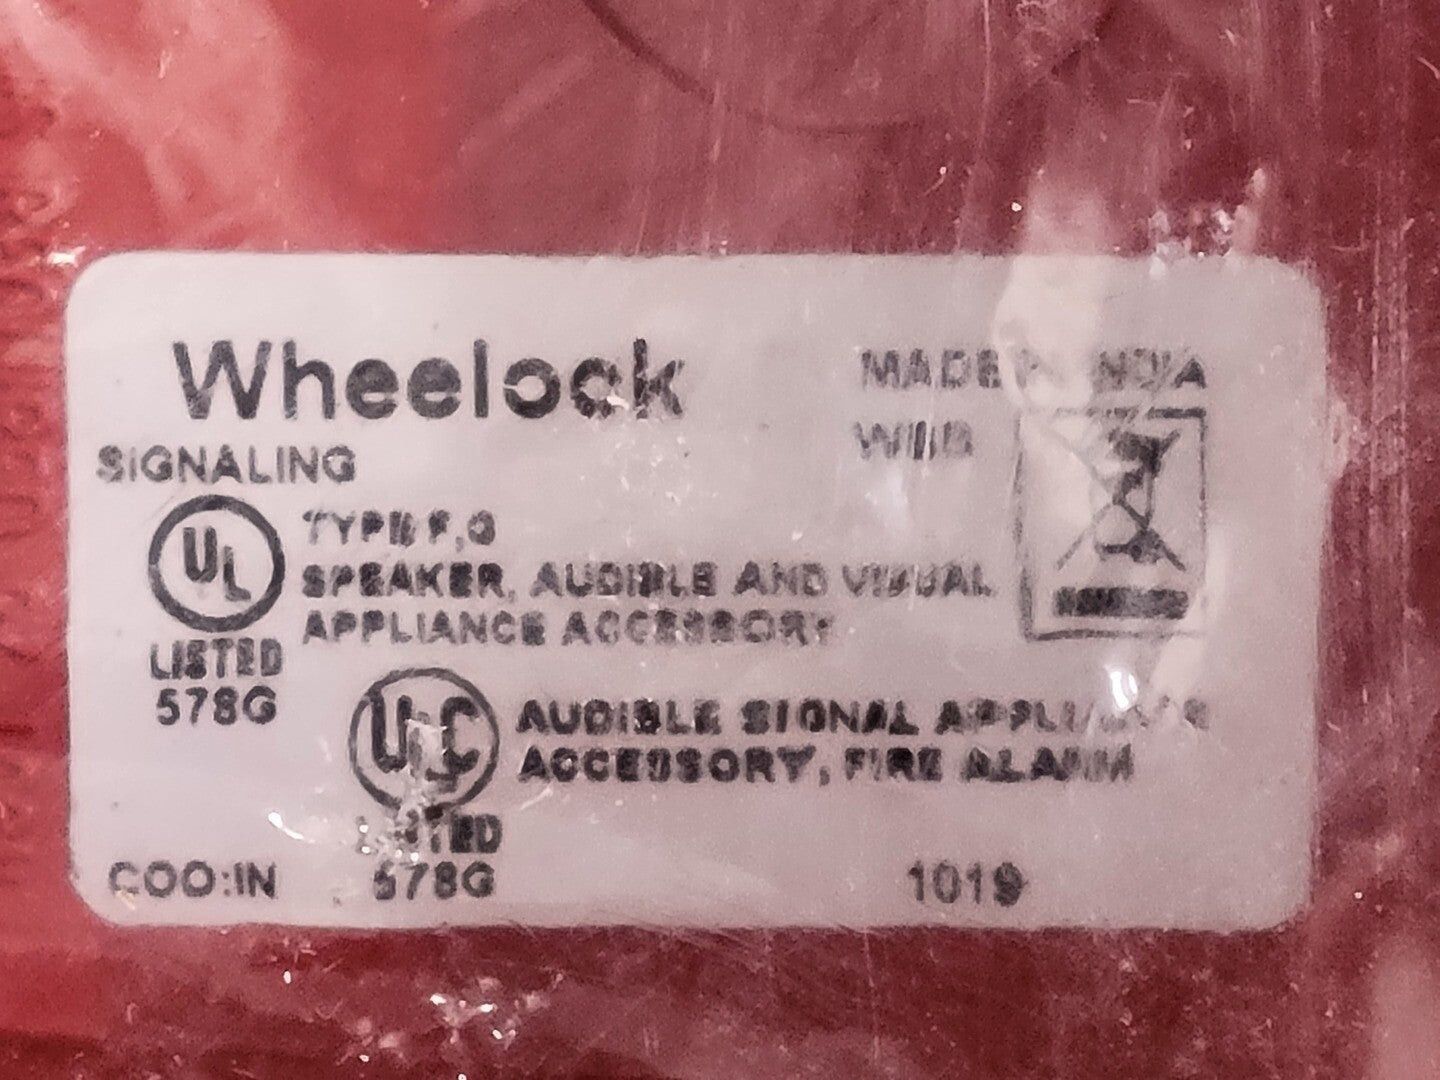 Wheelock
MADE IN INDIA
SIGNALING
UL
TYPE F,G
SPEAKER, AUDIBLE AND VISUAL
APPLIANCE ACCESSORY
LISTED
578G
ULC
AUDIBLE SIGNAL APPLIANCE
ACCESSORY, FIRE ALARM
LISTED
578G
COO:IN
1019